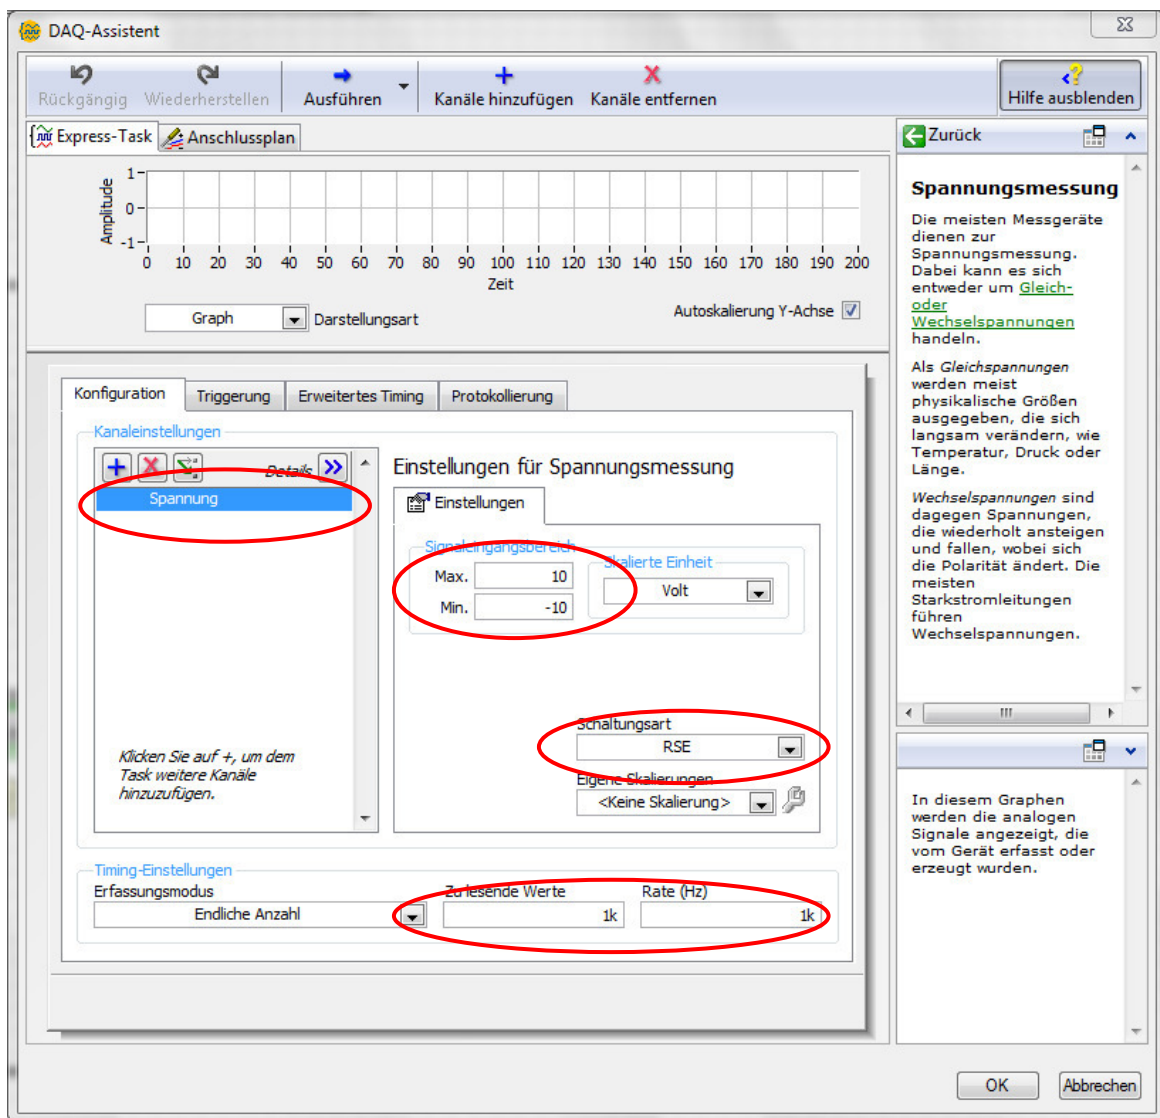 DAQ-Assistent
Rückgängig Wiederherstellen Ausführen Kanäle hinzufügen Kanäle entfernen Hilfe ausblenden
Express-Task Anschlussplan
Amplitude
1
0
-1
0 10 20 30 40 50 60 70 80 90 100 110 120 130 140 150 160 170 180 190 200
Zeit
Graph Darstellungsart Autoskalierung Y-Achse
Konfiguration Triggerung Erweitertes Timing Protokollierung
Kanaleinstellungen
Details
Spannung
Klicken Sie auf +, um dem
Task weitere Kanäle
hinzuzufügen.
Einstellungen für Spannungsmessung
Einstellungen
Signaleingangsbereich
Max. 10
Min. -10
Skalierte Einheit
Volt
Schaltungsart
RSE
Eigene Skalierungen
<Keine Skalierung>
Timing-Einstellungen
Erfassungsmodus Zu lesende Werte Rate (Hz)
Endliche Anzahl 1k 1k
Zurück
Spannungsmessung
Die meisten Messgeräte
dienen zur
Spannungsmessung.
Dabei kann es sich
entweder um Gleich-
oder
Wechselspannungen
handeln.
Als Gleichspannungen
werden meist
physikalische Größen
ausgegeben, die sich
langsam verändern, wie
Temperatur, Druck oder
Länge.
Wechselspannungen sind
dagegen Spannungen,
die wiederholt ansteigen
und fallen, wobei sich
die Polarität ändert. Die
meisten
Starkstromleitungen
führen
Wechselspannungen.
In diesem Graphen
werden die analogen
Signale angezeigt, die
vom Gerät erfasst oder
erzeugt wurden.
OK Abbrechen